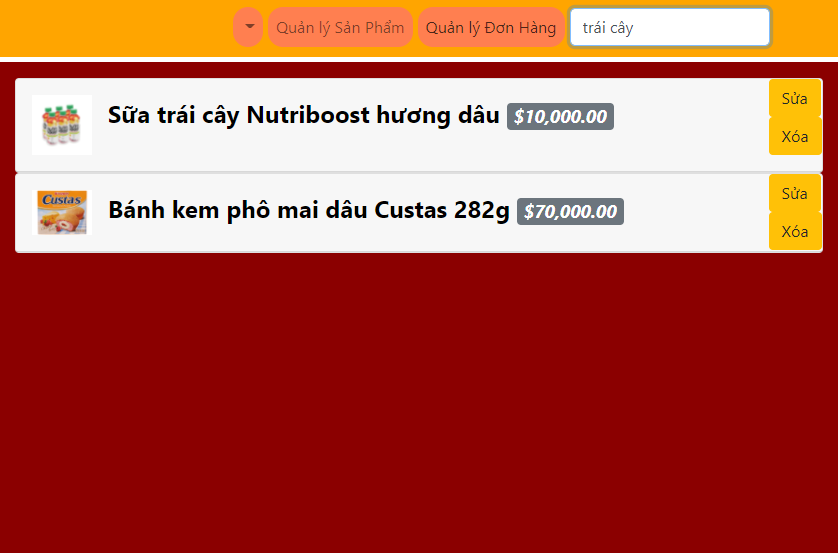 Quản lý Sản Phẩm Quản lý Đơn Hàng trái cây
Sữa trái cây Nutriboost hương dâu $10,000.00
Sửa
Xóa
Custas
Bánh kem phô mai dâu Custas 282g $70,000.00
Sửa
Xóa